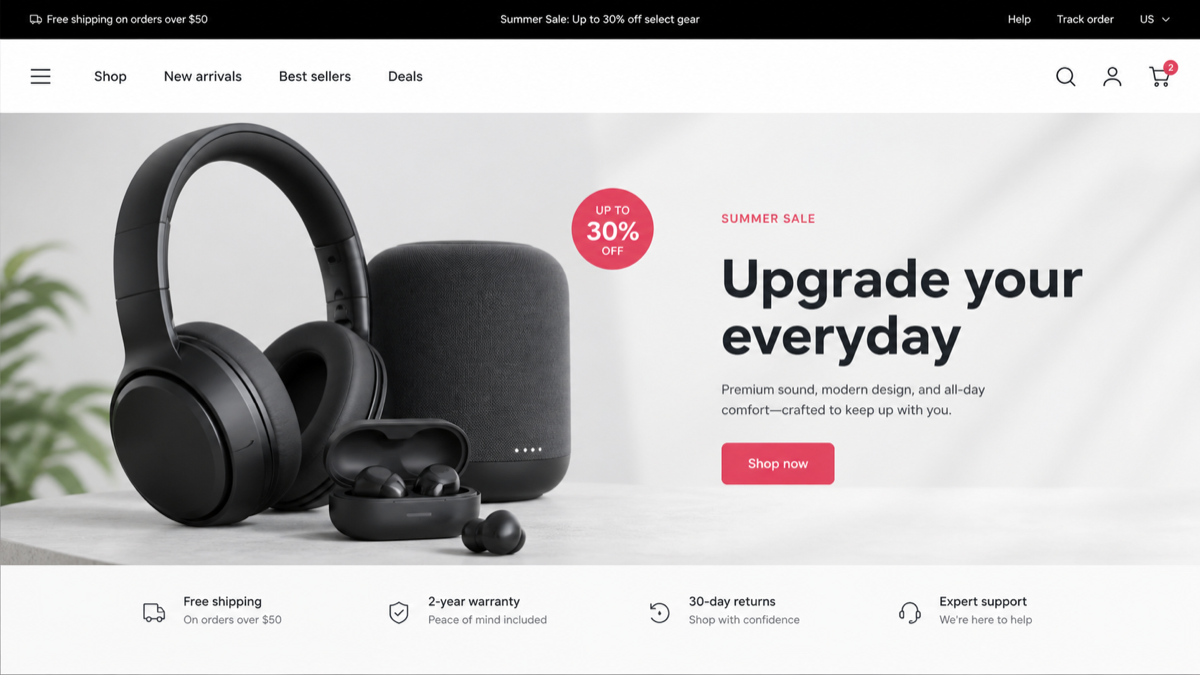 Free shipping on orders over $50
Summer Sale: Up to 30% off select gear
Help
Track order
US
Shop
New arrivals
Best sellers
Deals
2
UP TO
30%
OFF
SUMMER SALE
Upgrade your
everyday
Premium sound, modern design, and all-day
comfort—crafted to keep up with you.
Shop now
Free shipping
On orders over $50
2-year warranty
Peace of mind included
30-day returns
Shop with confidence
Expert support
We're here to help